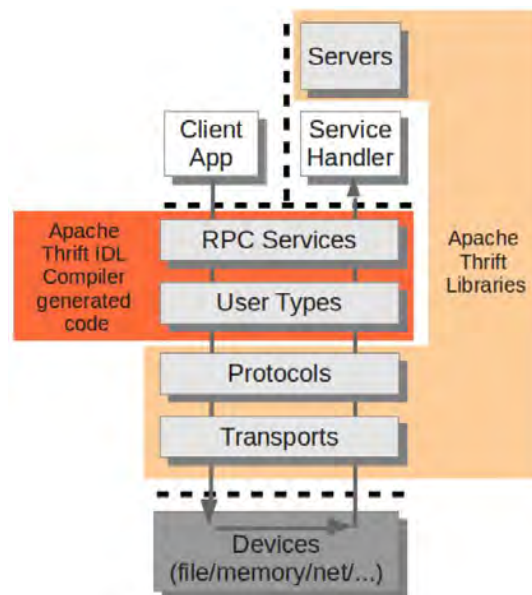 Servers
Client
App
Service
Handler
Apache
Thrift IDL
Compiler
generated
code
RPC Services
User Types
Apache
Thrift
Libraries
Protocols
Transports
Devices
(file/memory/net/...)